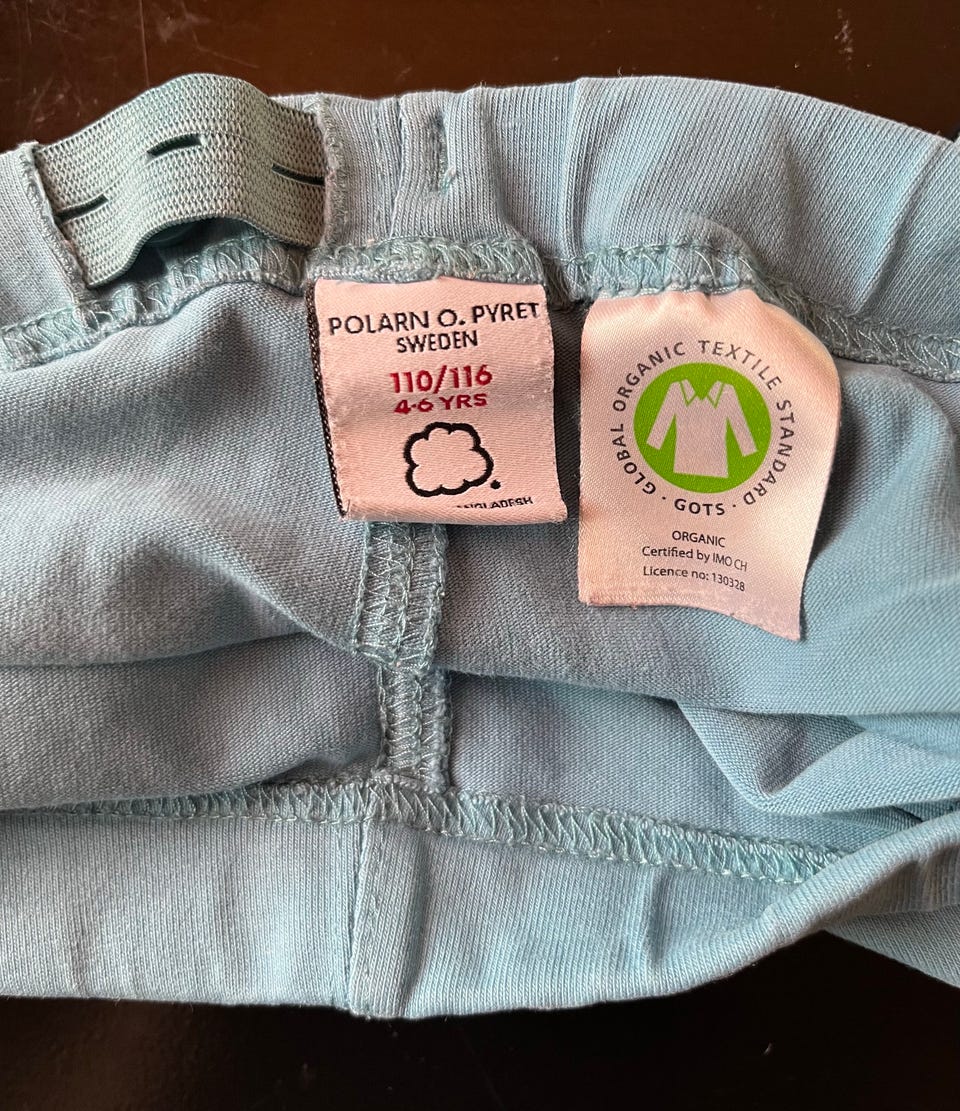 POLARN O. PYRET
SWEDEN
110/116
4-6 YRS
GLOBAL ORGANIC TEXTILE STANDARD
· GOTS ·
ORGANIC
Certified by IMO CH
Licence no: 130328